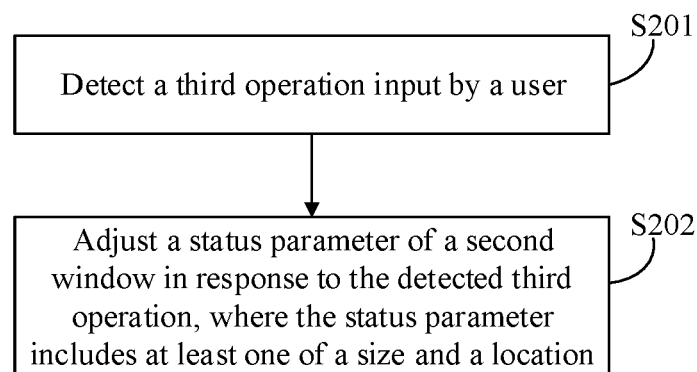 S201
Detect a third operation input by a user
S202
Adjust a status parameter of a second
window in response to the detected third
operation, where the status parameter
includes at least one of a size and a location